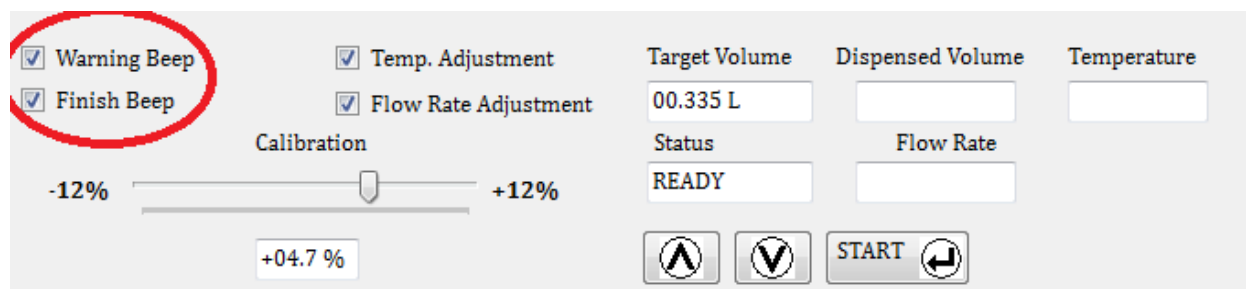 Warning Beep Temp. Adjustment Target Volume Dispensed Volume Temperature
Finish Beep Flow Rate Adjustment 00.335 L
Calibration Status Flow Rate
-12% +12% READY
+04.7 % START